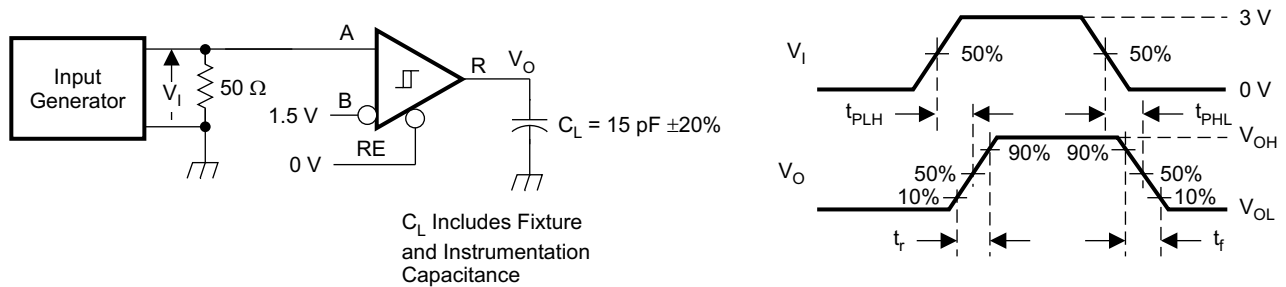 Input
Generator
V_I
50 Ω
A
1.5 V
B
0 V
RE
R
V_O
C_L = 15 pF ±20%
C_L Includes Fixture
and Instrumentation
Capacitance
V_I
50%
50%
3 V
0 V
t_PLH
t_PHL
V_O
90%
90%
50%
50%
10%
10%
V_OH
V_OL
t_r
t_f